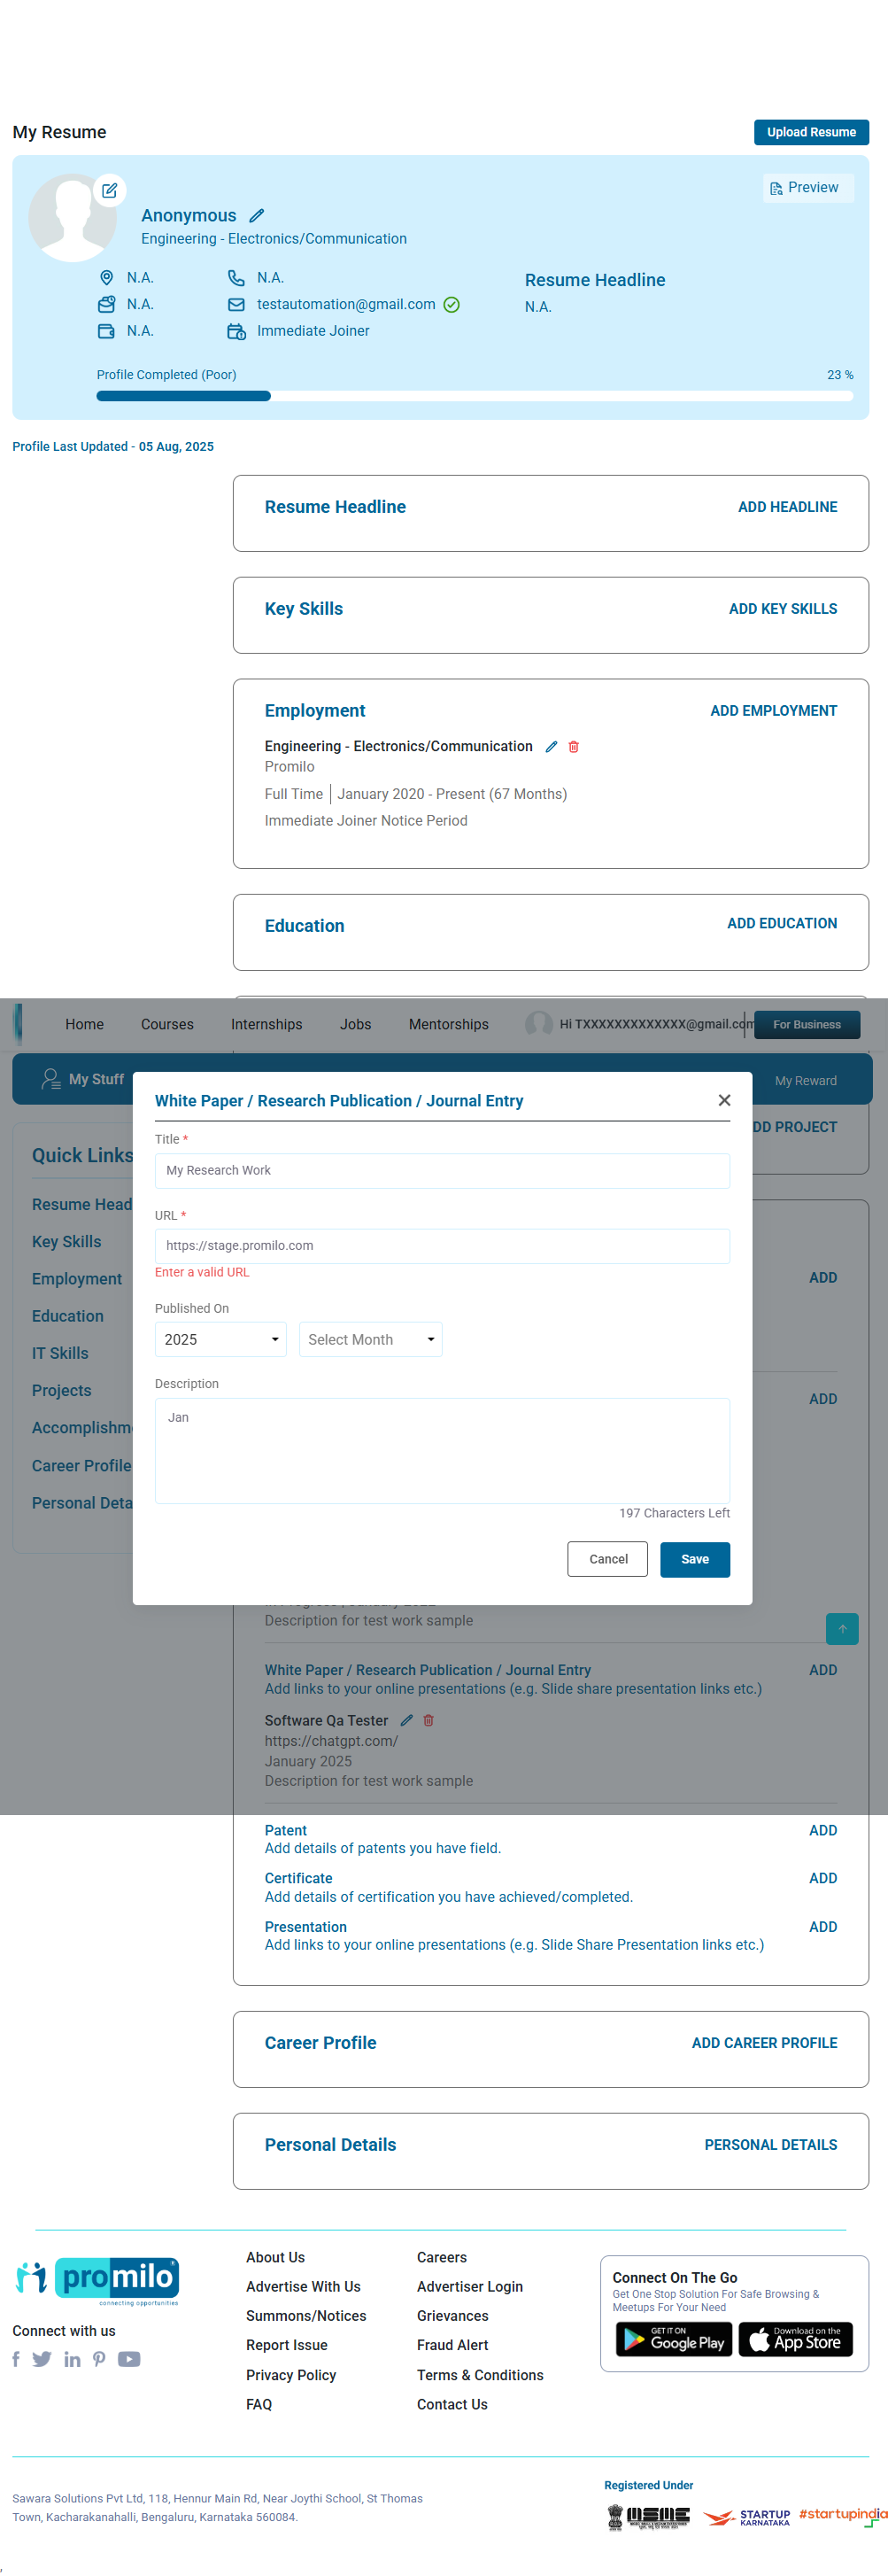 My Resume
Upload Resume
Preview
Anonymous
Engineering - Electronics/Communication
N.A.
N.A.
Resume Headline
N.A.
testautomation@gmail.com
N.A.
N.A.
Immediate Joiner
Profile Completed (Poor)
23 %
Profile Last Updated - 05 Aug, 2025
Resume Headline
ADD HEADLINE
Key Skills
ADD KEY SKILLS
Employment
ADD EMPLOYMENT
Engineering - Electronics/Communication
Promilo
Full Time
January 2020 - Present (67 Months)
Immediate Joiner Notice Period
Education
ADD EDUCATION
Home
Courses
Internships
Jobs
Mentorships
Hi TXXXXXXXXXXXXX@gmail.com
For Business
My Stuff
My Reward
White Paper / Research Publication / Journal Entry
Title *
My Research Work
URL *
https://stage.promilo.com
Enter a valid URL
Published On
2025
Select Month
Description
Jan
197 Characters Left
Cancel
Save
Quick Links
Resume Head
Key Skills
Employment
Education
IT Skills
Projects
Accomplishm
Career Profile
Personal Deta
DD PROJECT
ADD
ADD
Description for test work sample
White Paper / Research Publication / Journal Entry
ADD
Add links to your online presentations (e.g. Slide share presentation links etc.)
Software Qa Tester
https://chatgpt.com/
January 2025
Description for test work sample
Patent
ADD
Add details of patents you have field.
Certificate
ADD
Add details of certification you have achieved/completed.
Presentation
ADD
Add links to your online presentations (e.g. Slide Share Presentation links etc.)
Career Profile
ADD CAREER PROFILE
Personal Details
PERSONAL DETAILS
promilo
connecting opportunities
Connect with us
About Us
Advertise With Us
Summons/Notices
Report Issue
Privacy Policy
FAQ
Careers
Advertiser Login
Grievances
Fraud Alert
Terms & Conditions
Contact Us
Connect On The Go
Get One Stop Solution For Safe Browsing &
Meetups For Your Need
GET IT ON
Google Play
Download on the
App Store
Sawara Solutions Pvt Ltd, 118, Hennur Main Rd, Near Joythi School, St Thomas
Town, Kacharakanahalli, Bengaluru, Karnataka 560084.
Registered Under
MSME
STARTUP
KARNATAKA
#startupindia
,